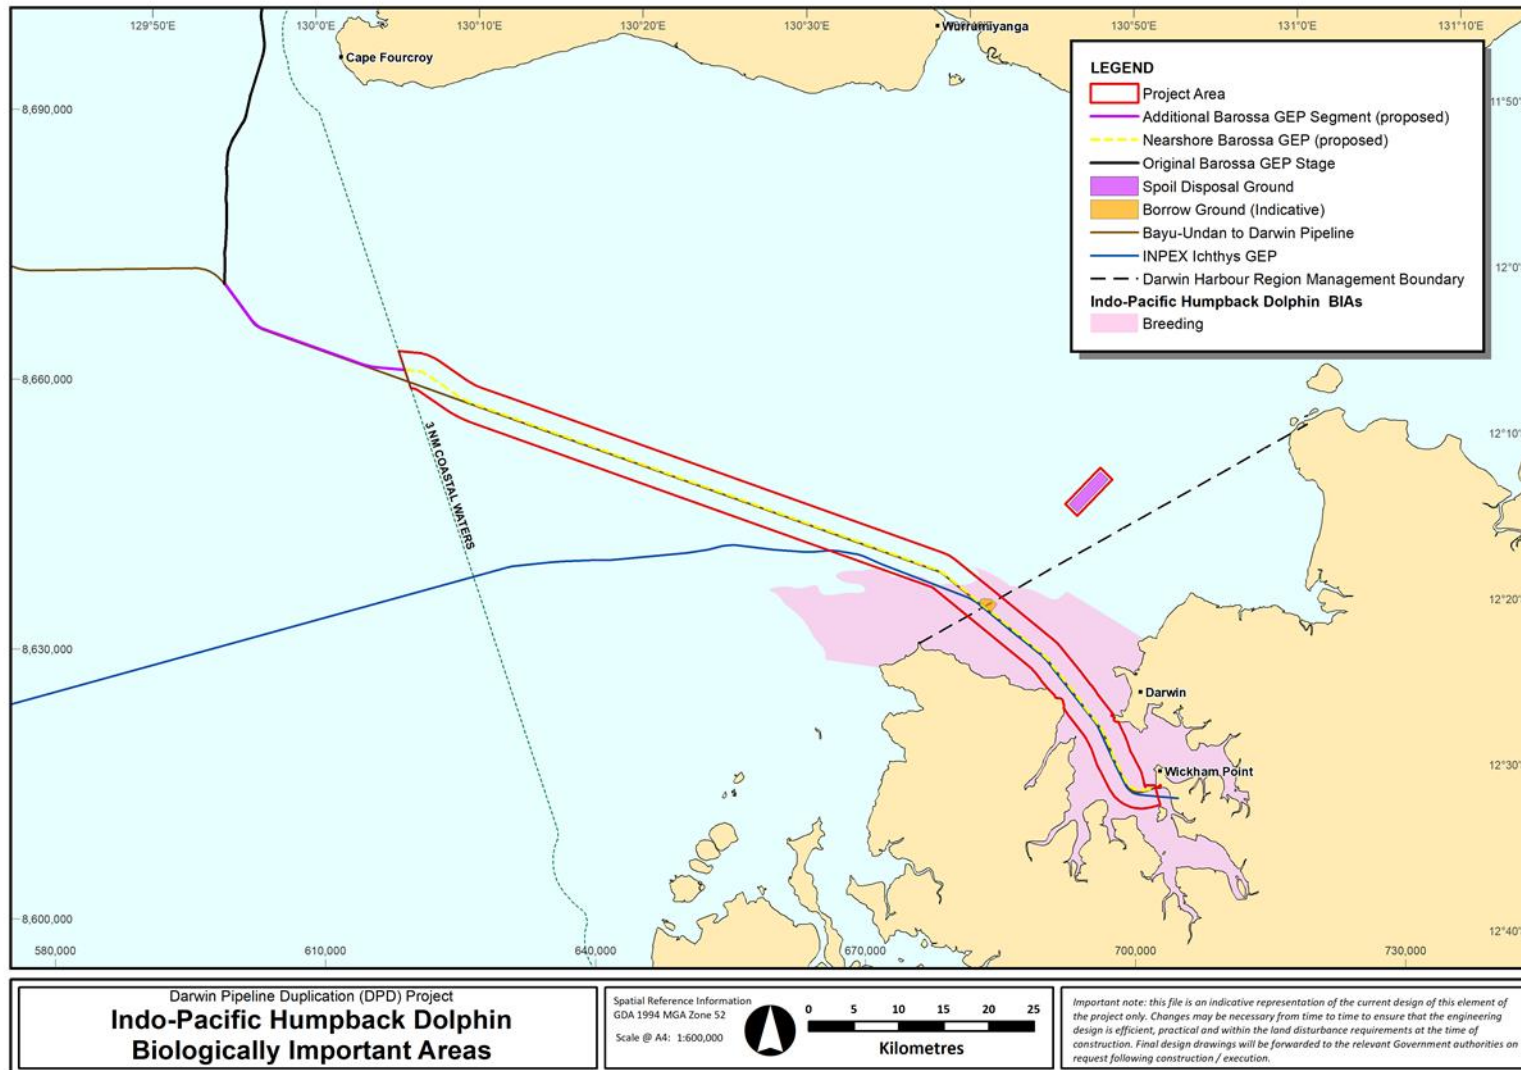 129°50'E 130°0'E 130°10'E 130°20'E 130°30'E 130°40'E 130°50'E 131°0'E 131°10'E
Wurrumiyanga
Cape Fourcroy
LEGEND
Project Area
Additional Barossa GEP Segment (proposed)
Nearshore Barossa GEP (proposed)
Original Barossa GEP Stage
Spoil Disposal Ground
Borrow Ground (Indicative)
Bayu-Undan to Darwin Pipeline
INPEX Ichthys GEP
Darwin Harbour Region Management Boundary
Indo-Pacific Humpback Dolphin BIAs
Breeding
8,690,000
11°50'
12°0'
8,660,000
12°10'
3 NM COASTAL WATERS
12°20'
8,630,000
Darwin
12°30'
Wickham Point
8,600,000
12°40'
580,000 610,000 640,000 670,000 700,000 730,000
Darwin Pipeline Duplication (DPD) Project
Indo-Pacific Humpback Dolphin
Biologically Important Areas
Spatial Reference Information
GDA 1994 MGA Zone 52
Scale @ A4: 1:600,000
0 5 10 15 20 25
Kilometres
Important note: this file is an indicative representation of the current design of this element of
the project only. Changes may be necessary from time to time to ensure that the engineering
design is efficient, practical and within the land disturbance requirements at the time of
construction. Final design drawings will be forwarded to the relevant Government authorities on
request following construction / execution.